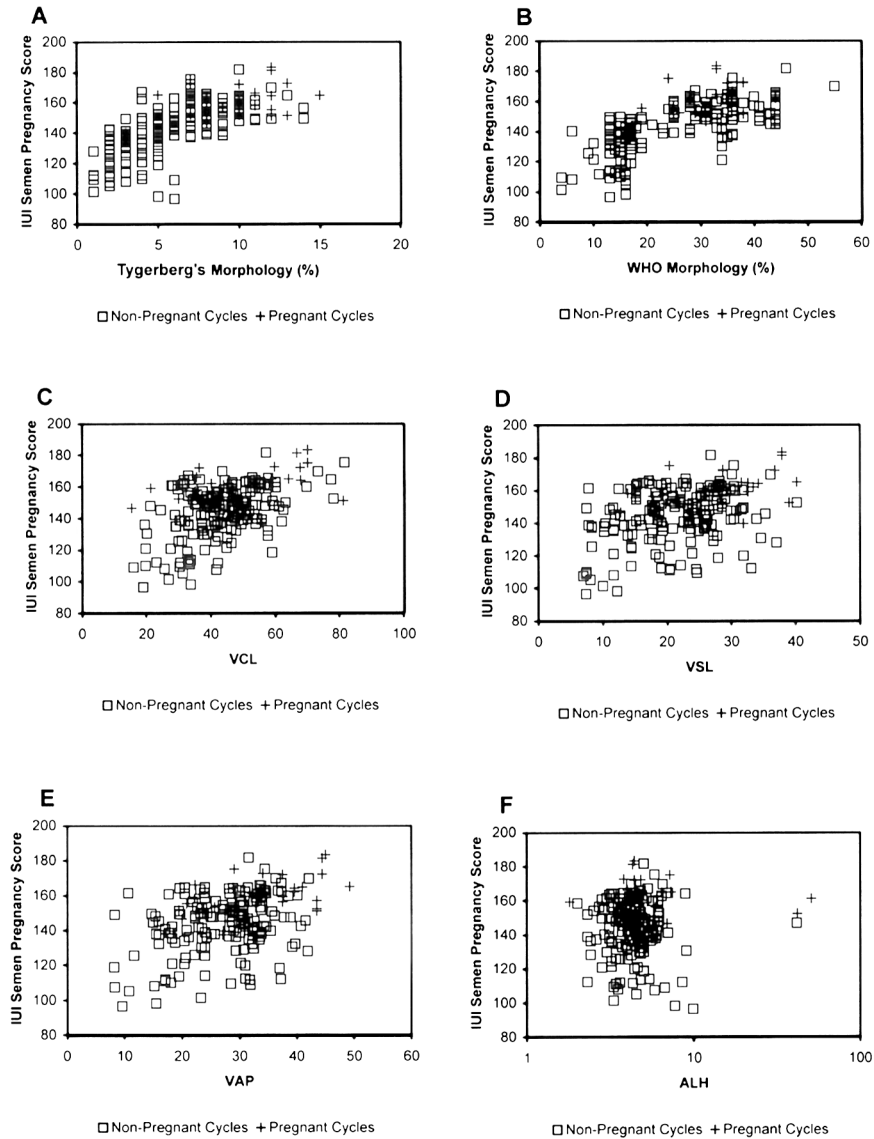 A
IUI Semen Pregnancy Score
200
180
160
140
120
100
80
0 5 10 15 20
Tygerberg's Morphology (%)
Non-Pregnant Cycles + Pregnant Cycles
B
IUI Semen Pregnancy Score
200
180
160
140
120
100
80
0 10 20 30 40 50 60
WHO Morphology (%)
Non-Pregnant Cycles + Pregnant Cycles
C
IUI Semen Pregnancy Score
200
180
160
140
120
100
80
0 20 40 60 80 100
VCL
Non-Pregnant Cycles + Pregnant Cycles
D
IUI Semen Pregnancy Score
200
180
160
140
120
100
80
0 10 20 30 40 50
VSL
Non-Pregnant Cycles + Pregnant Cycles
E
IUI Semen Pregnancy Score
200
180
160
140
120
100
80
0 10 20 30 40 50 60
VAP
Non-Pregnant Cycles + Pregnant Cycles
F
IUI Semen Pregnancy Score
200
180
160
140
120
100
80
1 10 100
ALH
Non-Pregnant Cycles + Pregnant Cycles